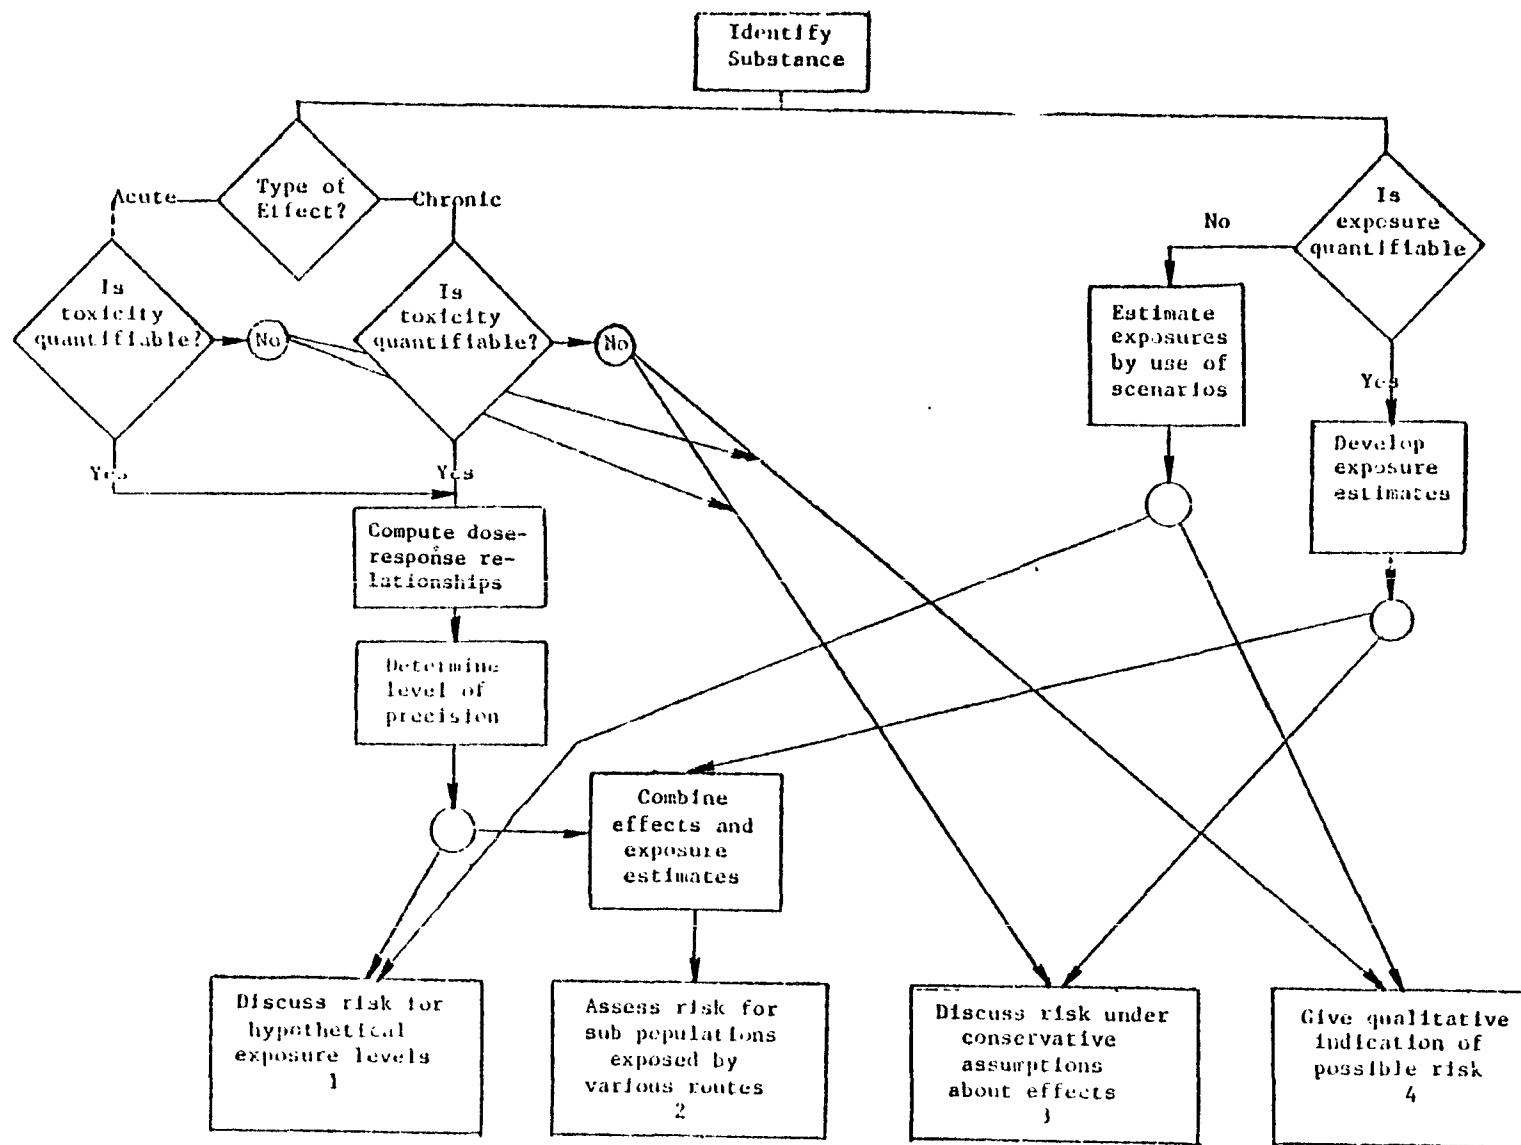 Identify
Substance
Type of
Effect?
Acute
Chronic
Is
toxicity
quantifiable?
No
Is
toxicity
quantifiable?
No
Yes
Yes
Compute dose-
response re-
lationships
Determine
level of
precision
Combine
effects and
exposure
estimates
Is
exposure
quantifiable
No
Yes
Estimate
exposures
by use of
scenarios
Develop
exposure
estimates
Discuss risk for
hypothetical
exposure levels
1
Assess risk for
sub populations
exposed by
various routes
2
Discuss risk under
conservative
assumptions
about effects
3
Give qualitative
indication of
possible risk
4